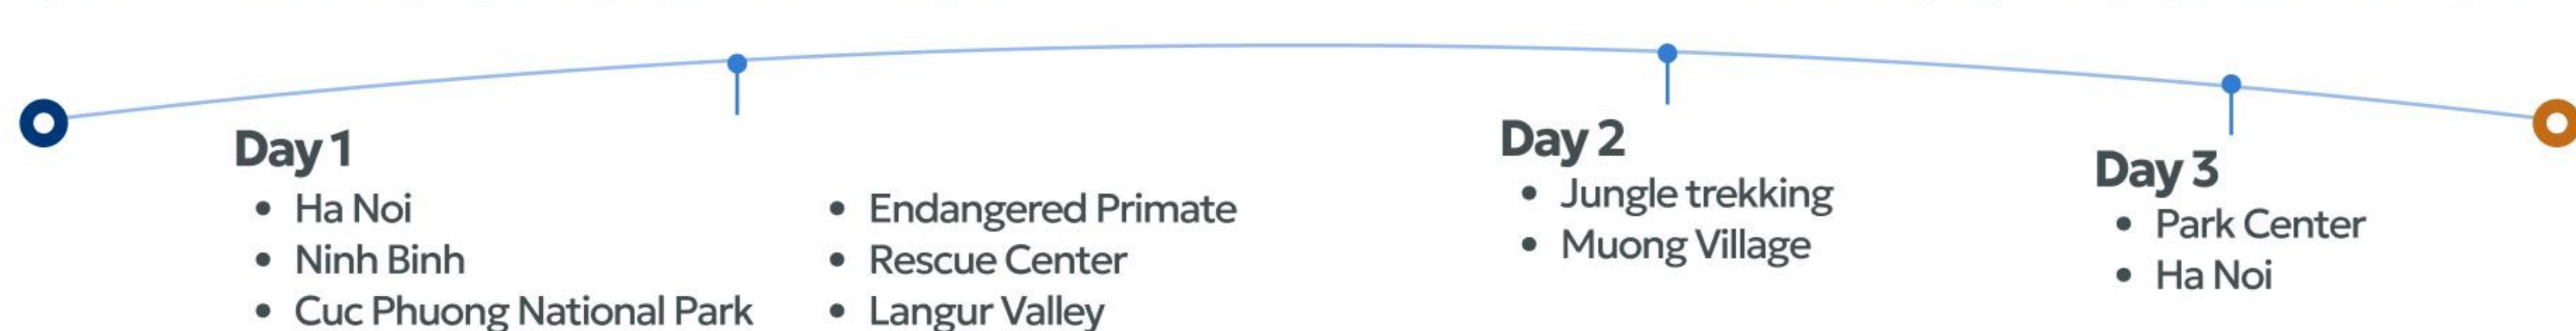 Day 1
• Ha Noi
• Ninh Binh
• Cuc Phuong National Park
• Endangered Primate
• Rescue Center
• Langur Valley
Day 2
• Jungle trekking
• Muong Village
Day 3
• Park Center
• Ha Noi